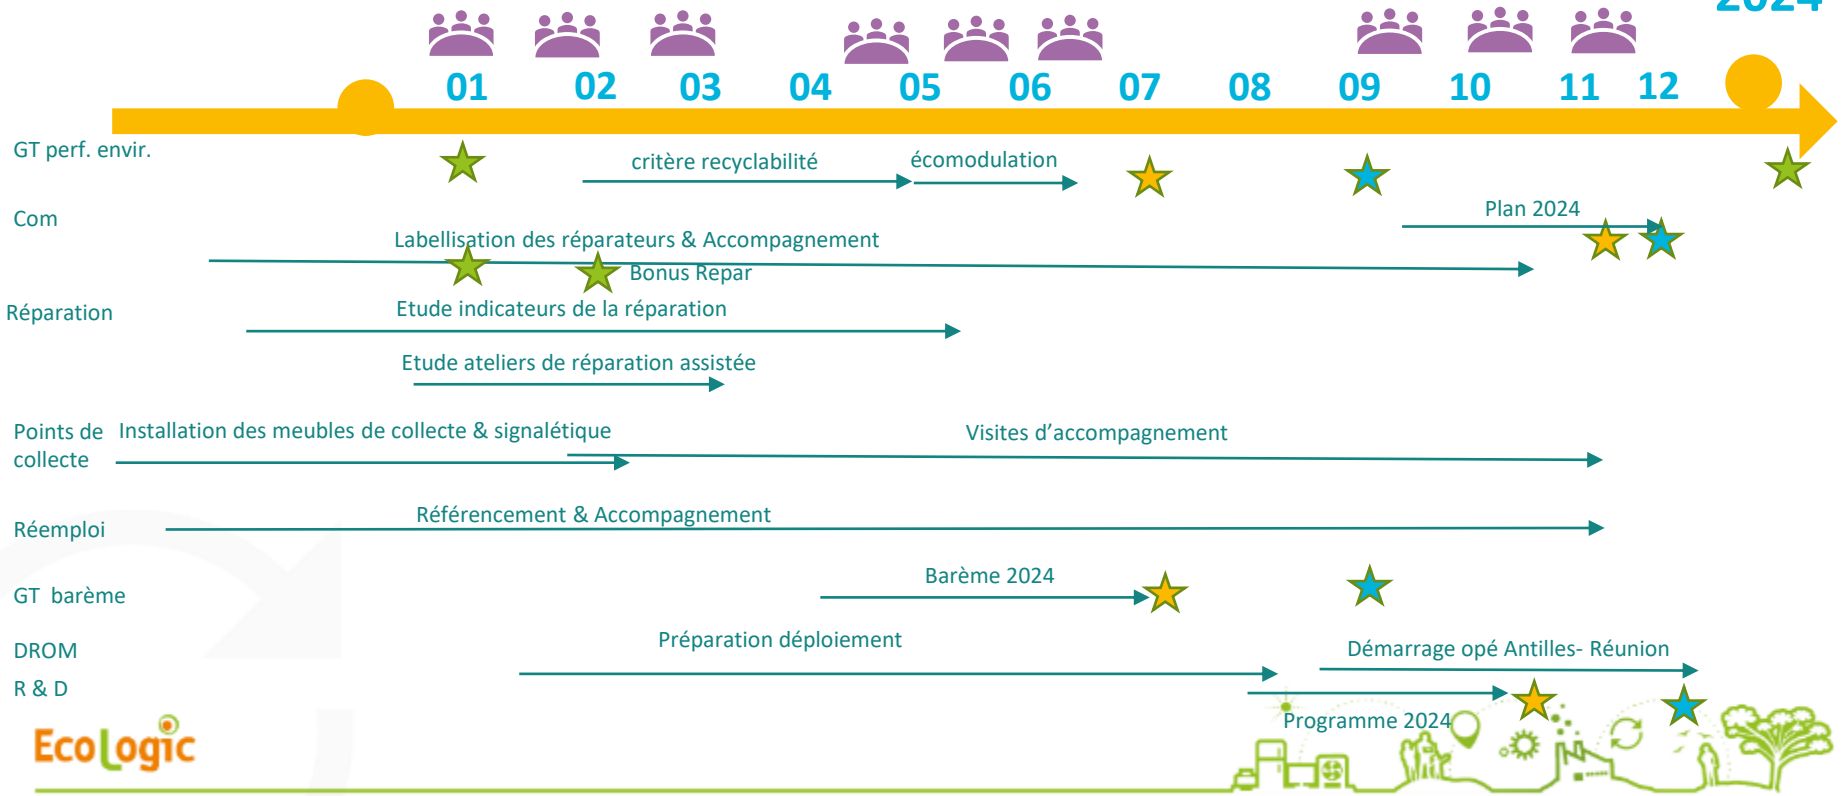 2024
01 02 03 04 05 06 07 08 09 10 11 12
GT perf. envir.
critère recyclabilité
écomodulation
Com
Plan 2024
Labellisation des réparateurs & Accompagnement
Bonus Repar
Réparation
Etude indicateurs de la réparation
Etude ateliers de réparation assistée
Points de
collecte
Installation des meubles de collecte & signalétique
Visites d'accompagnement
Réemploi
Référencement & Accompagnement
GT barème
Barème 2024
DROM
Préparation déploiement
Démarrage opé Antilles- Réunion
R & D
Programme 2024
EcoLogic